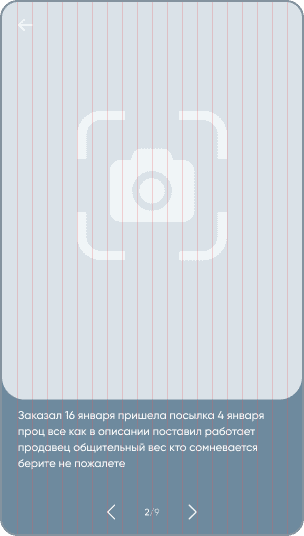 Заказал 16 января пришела посылка 4 января
проц все как в описании поставил работает
продавец общительный вес кто сомневается
берите не пожалете
2/9